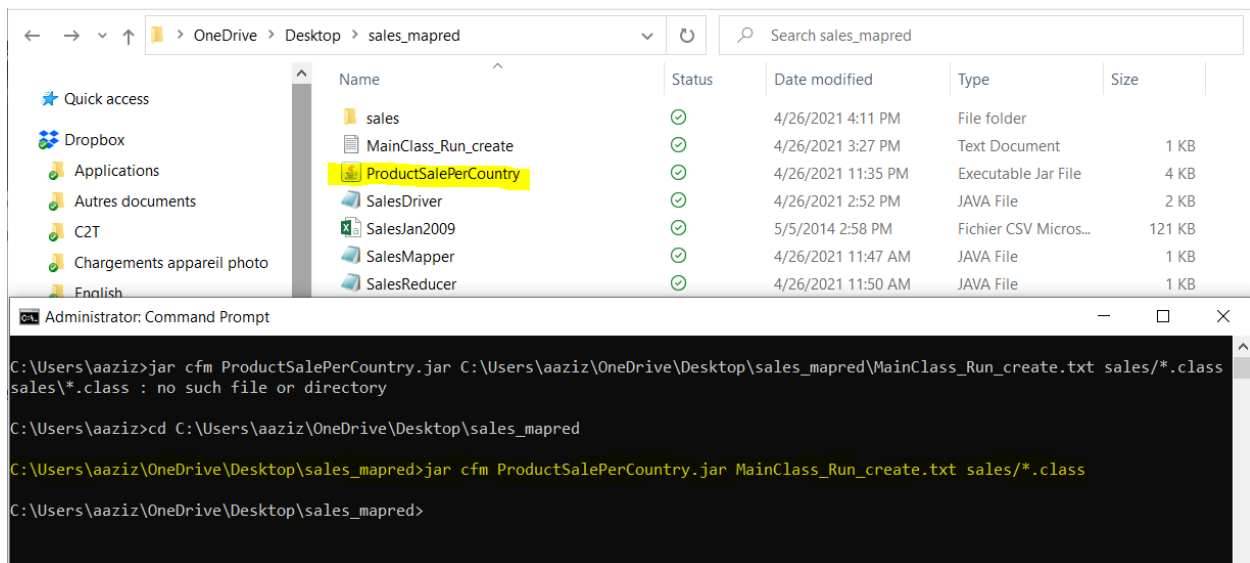 OneDrive > Desktop > sales_mapred
Search sales_mapred
Name Status Date modified Type Size
Quick access
Dropbox
Applications
Autres documents
C2T
Chargements appareil photo
English
sales 4/26/2021 4:11 PM File folder
MainClass_Run_create 4/26/2021 3:27 PM Text Document 1 KB
ProductSalePerCountry 4/26/2021 11:35 PM Executable Jar File 4 KB
SalesDriver 4/26/2021 2:52 PM JAVA File 2 KB
SalesJan2009 5/5/2014 2:58 PM Fichier CSV Micros... 121 KB
SalesMapper 4/26/2021 11:47 AM JAVA File 1 KB
SalesReducer 4/26/2021 11:50 AM JAVA File 1 KB
Administrator: Command Prompt
C:\Users\aaziz>jar cfm ProductSalePerCountry.jar C:\Users\aaziz\OneDrive\Desktop\sales_mapred\MainClass_Run_create.txt sales/*.class
sales\*.class : no such file or directory
C:\Users\aaziz>cd C:\Users\aaziz\OneDrive\Desktop\sales_mapred
C:\Users\aaziz\OneDrive\Desktop\sales_mapred>jar cfm ProductSalePerCountry.jar MainClass_Run_create.txt sales/*.class
C:\Users\aaziz\OneDrive\Desktop\sales_mapred>